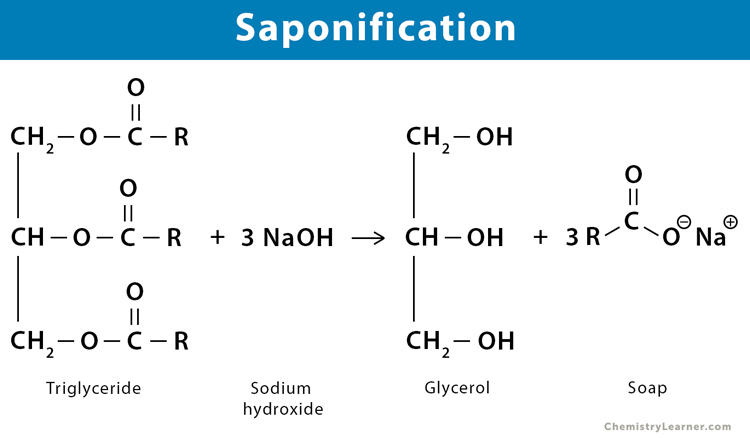 Saponification
O
||
CH₂ — O — C — R
O
||
CH — O — C — R
O
||
CH₂ — O — C — R
+ 3 NaOH →
CH₂ — OH
CH — OH
CH₂ — OH
+ 3 R
O
||
C
O⊖ Na⊕
Triglyceride
Sodium
hydroxide
Glycerol
Soap
ChemistryLearner.com